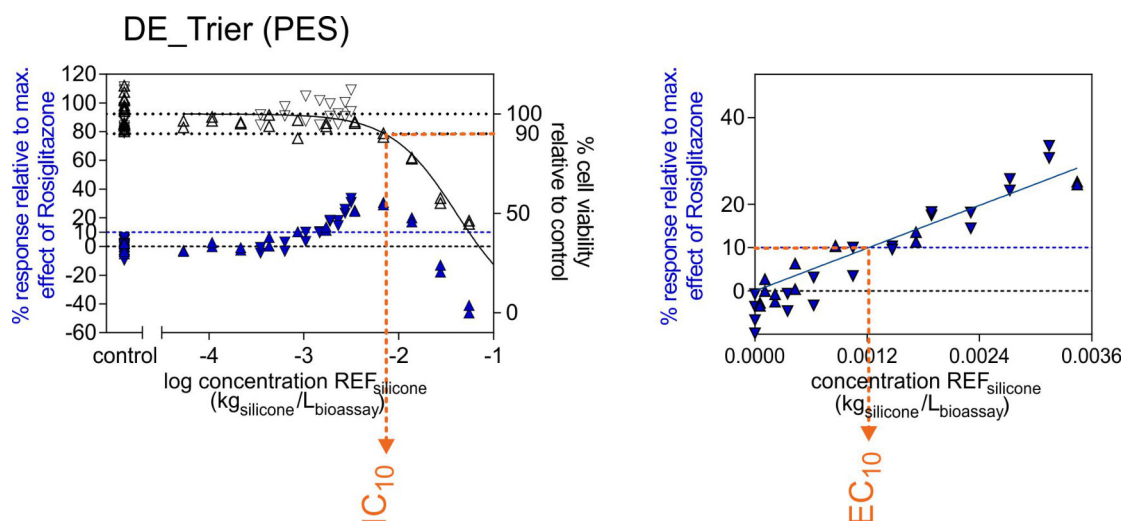 DE_Trier (PES)
% response relative to max.
effect of Rosiglitazone
120
100
80
60
40
20
10
0
-20
-40
-60
100
90
50
0
% cell viability
relative to control
control
-4
-3
-2
-1
log concentration REFsilicone
(kgsilicone/Lbioassay)
IC10
% response relative to max.
effect of Rosiglitazone
40
20
10
0
0.0000
0.0012
0.0024
0.0036
concentration REFsilicone
(kgsilicone/Lbioassay)
EC10